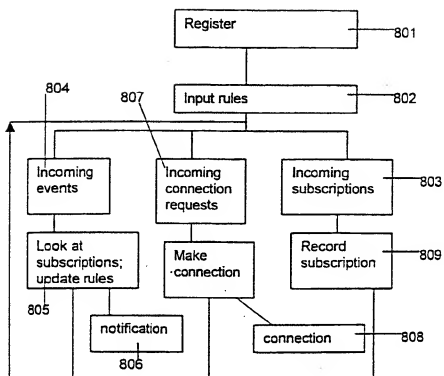 Register
801
804
807
Input rules
802
Incoming
events
Incoming
connection
requests
Incoming
subscriptions
803
Look at
subscriptions;
update rules
Make
connection
Record
subscription
809
805
notification
connection
808
806